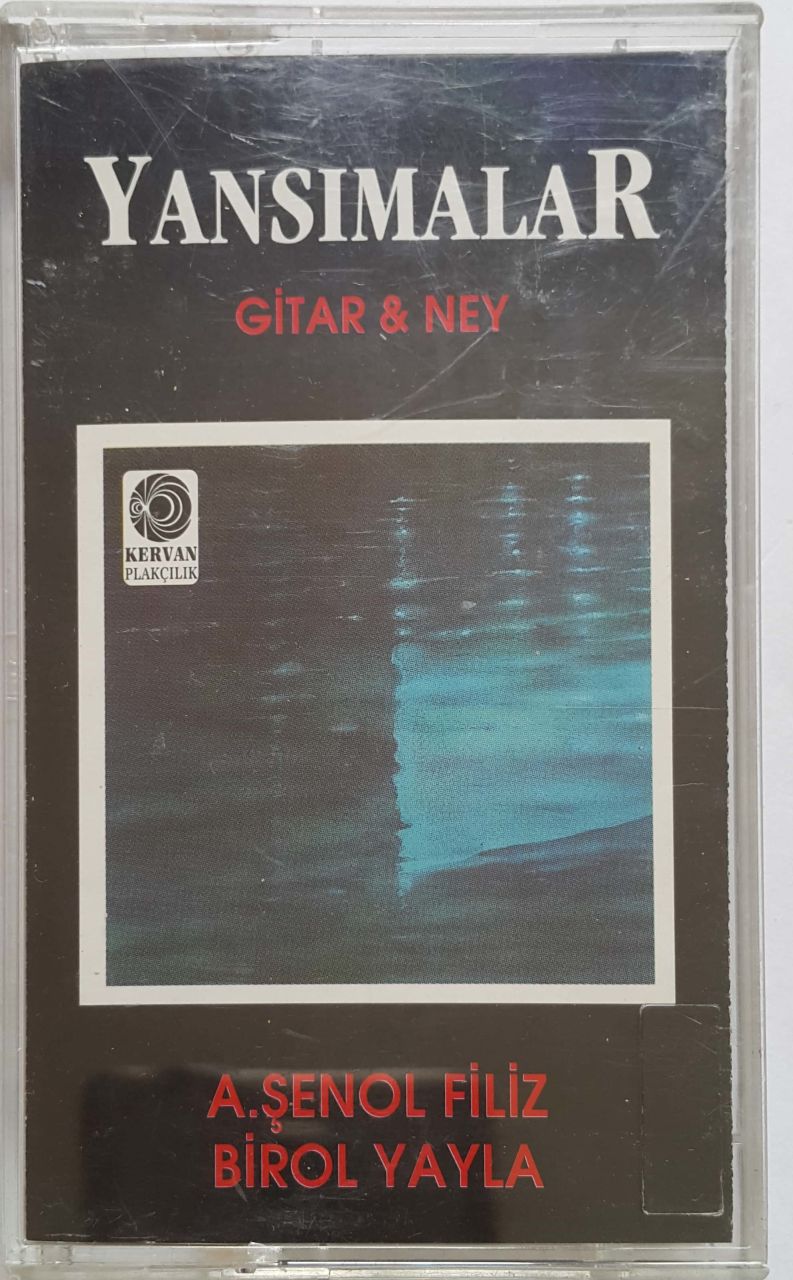 YANSIMALAR
GİTAR & NEY
KERVAN
PLAKÇILIK
A.ŞENOL FİLİZ
BİROL YAYLA